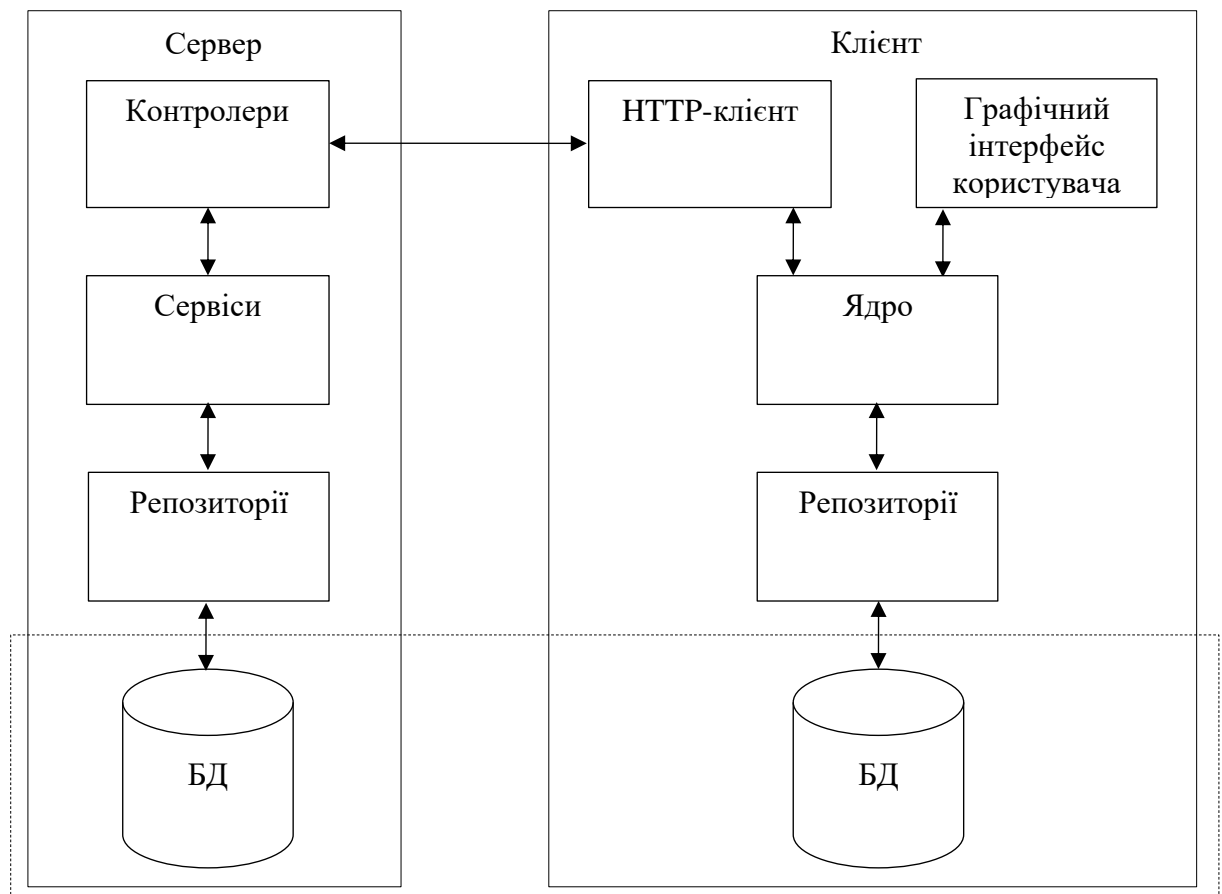 Сервер
Контролери
Сервіси
Репозиторії
БД
Клієнт
HTTP-клієнт
Графічний
інтерфейс
користувача
Ядро
Репозиторії
БД